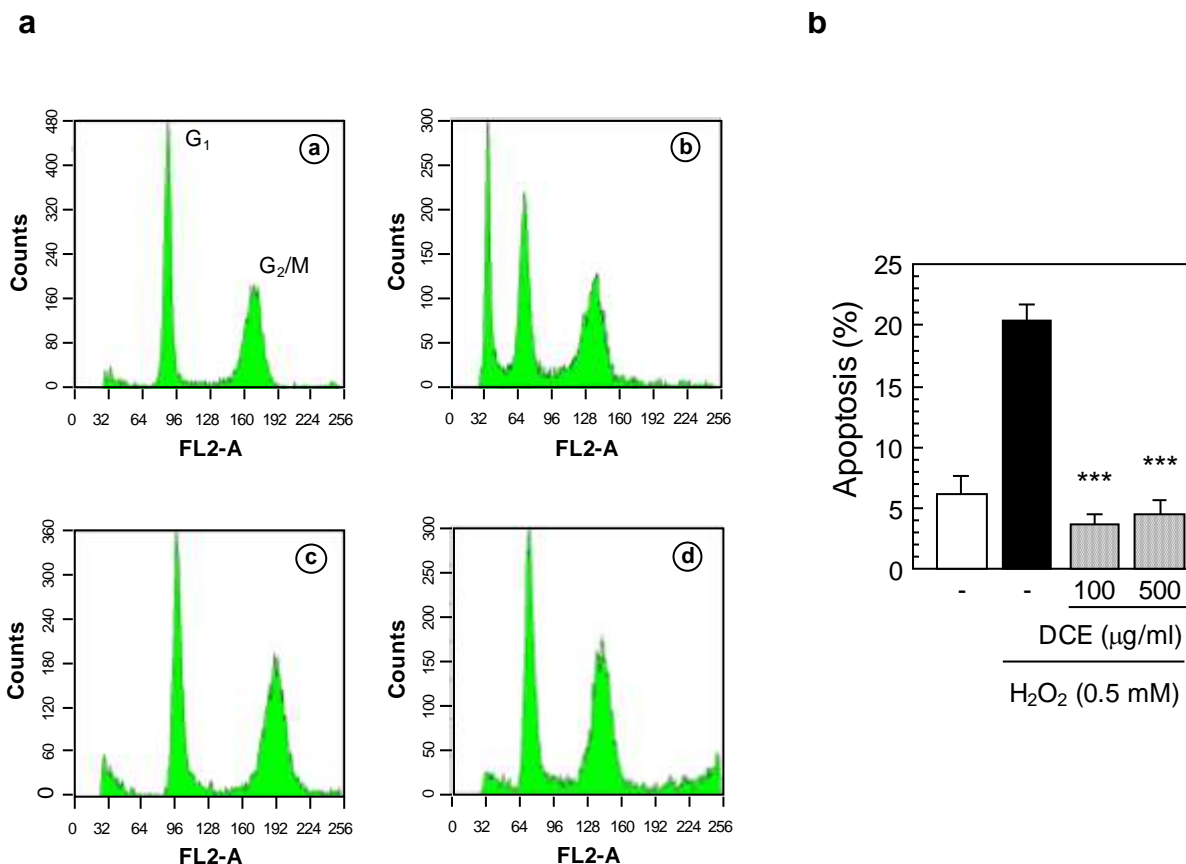 a
b
480
400
320
240
160
80
0
Counts
G₁
G₂/M
a
0 32 64 96 128 160 192 224 256
FL2-A
300
250
200
150
100
50
0
Counts
b
0 32 64 96 128 160 192 224 256
FL2-A
360
300
240
180
120
60
0
Counts
c
0 32 64 96 128 160 192 224 256
FL2-A
300
250
200
150
100
50
0
Counts
d
0 32 64 96 128 160 192 224 256
FL2-A
25
20
15
10
5
0
Apoptosis (%)
*** ***
- - 100 500
DCE (μg/ml)
H₂O₂ (0.5 mM)